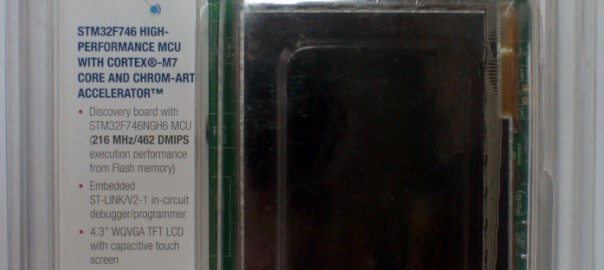 STM32F746 HIGH-
PERFORMANCE MCU
WITH CORTEX®-M7
CORE AND CHROM-ART
ACCELERATOR™
• Discovery board with
STM32F746NGH6 MCU
(216 MHz/462 DMIPS
execution performance
from Flash memory)
• Embedded
ST-LINK/V2-1 in-circuit
debugger/programmer
• 4.3" WQVGA TFT LCD
with capacitive touch
screen